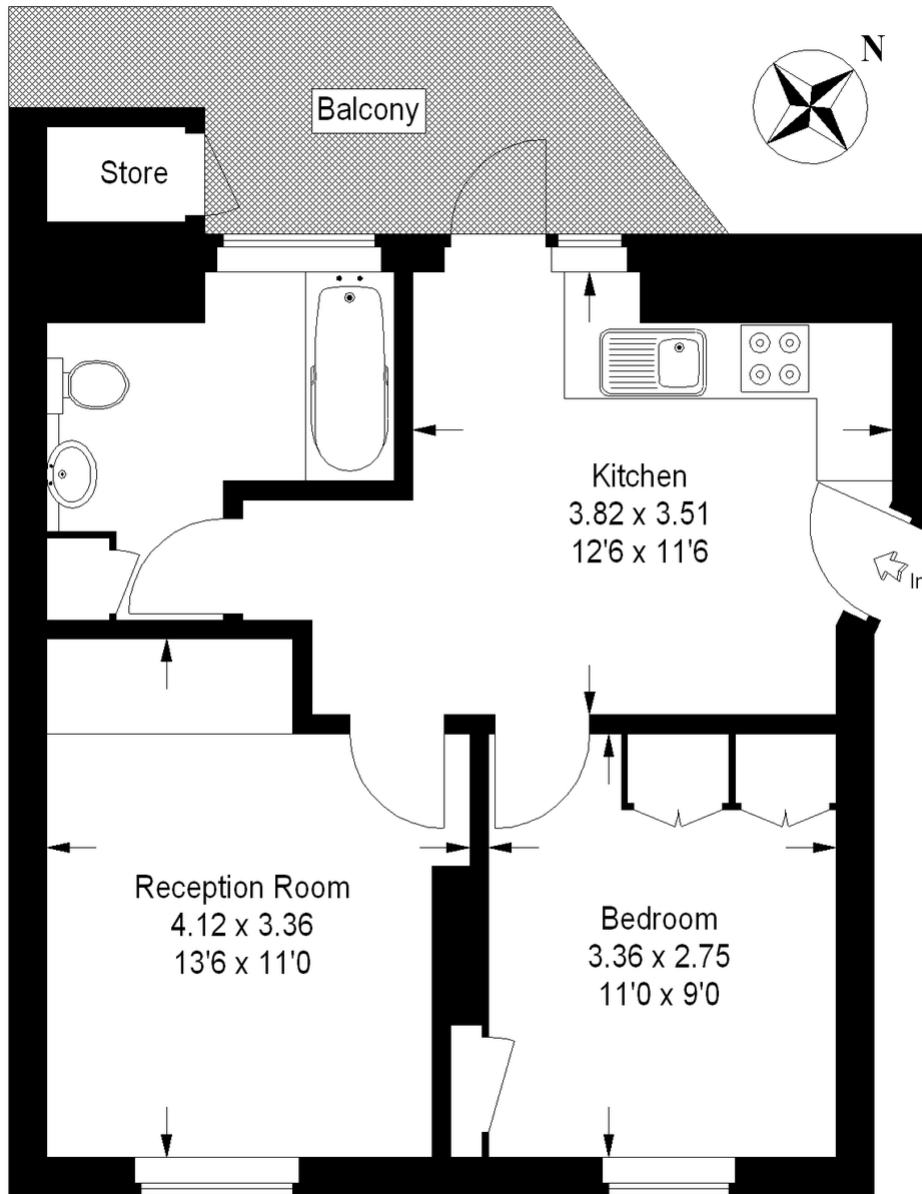 N
Balcony
Store
Kitchen
3.82 x 3.51
12'6 x 11'6
In
Reception Room
4.12 x 3.36
13'6 x 11'0
Bedroom
3.36 x 2.75
11'0 x 9'0